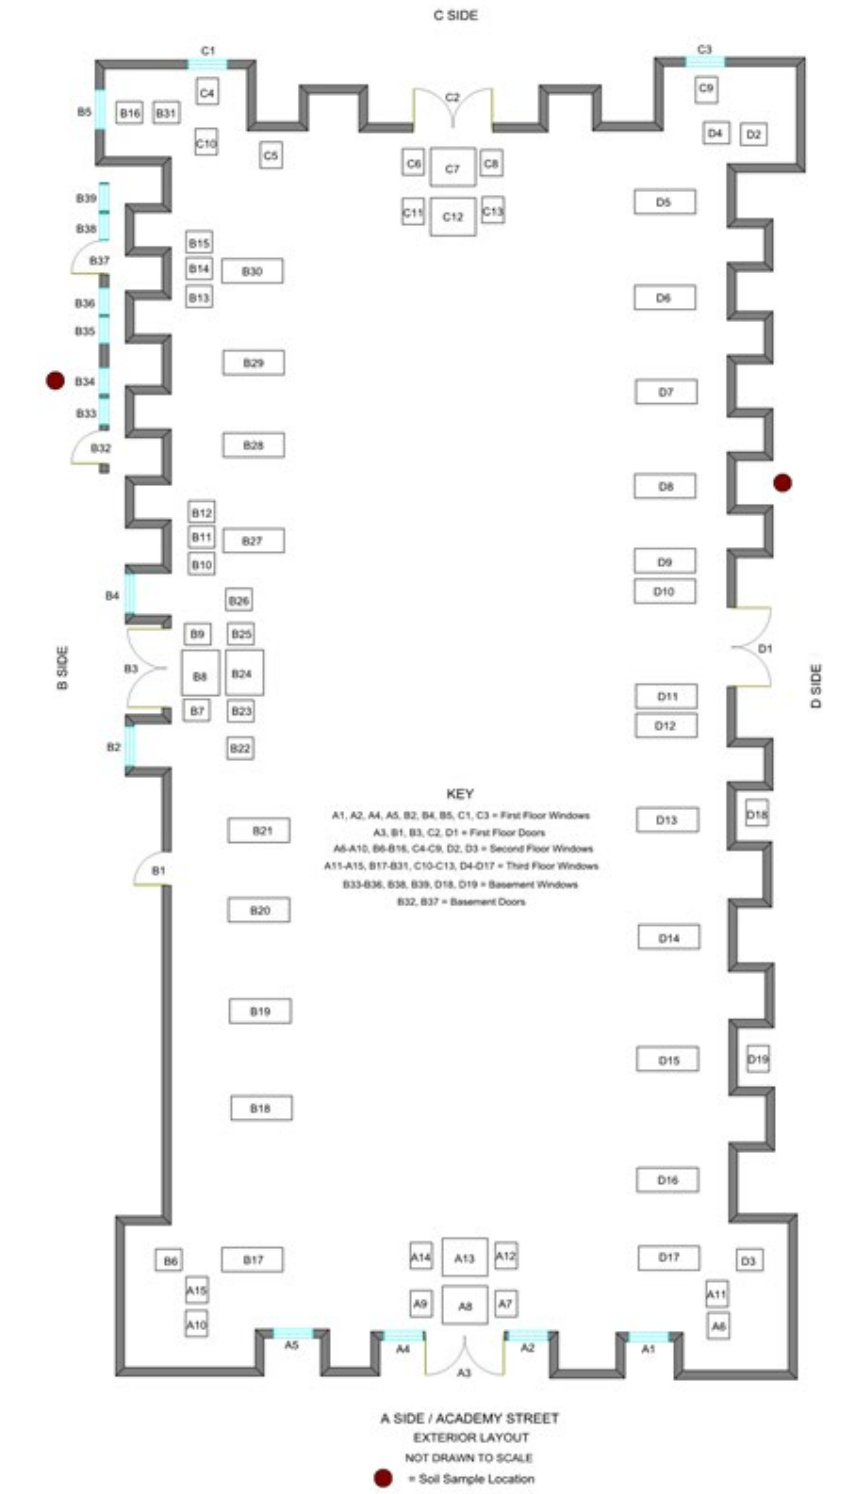 C SIDE
C1
C3
C4
C9
B5
B16
B31
C2
D4
D2
C10
C5
C6
C7
C8
B39
D5
B38
C11
C12
C13
B15
B37
B14
B30
B36
B13
D6
B35
B29
B34
D7
B33
B28
B32
D8
B12
B11
B27
B10
D9
B4
B26
D10
B9
B25
D1
B SIDE
B3
B8
B24
D SIDE
B7
B23
D11
B2
B22
D12
KEY
A1, A2, A4, A5, B2, B4, B5, C1, C3 = First Floor Windows
A3, B1, B3, C2, D1 = First Floor Doors
A6-A10, B6-B16, C4-C9, D2, D3 = Second Floor Windows
A11-A15, B17-B31, C10-C13, D4-D17 = Third Floor Windows
B33-B36, B38, B39, D18, D19 = Basement Windows
B32, B37 = Basement Doors
B21
D13
D18
B1
B20
D14
B19
D15
D19
B18
D16
B6
B17
A14
A13
A12
D17
D3
A15
A11
A9
A8
A7
A10
A6
A5
A4
A3
A2
A1
A SIDE / ACADEMY STREET
EXTERIOR LAYOUT
NOT DRAWN TO SCALE
= Soil Sample Location